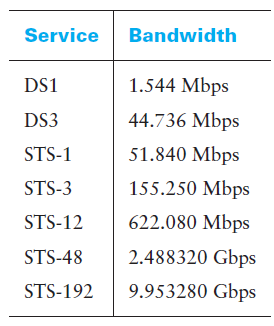 Service Bandwidth
DS1 1.544 Mbps
DS3 44.736 Mbps
STS-1 51.840 Mbps
STS-3 155.250 Mbps
STS-12 622.080 Mbps
STS-48 2.488320 Gbps
STS-192 9.953280 Gbps